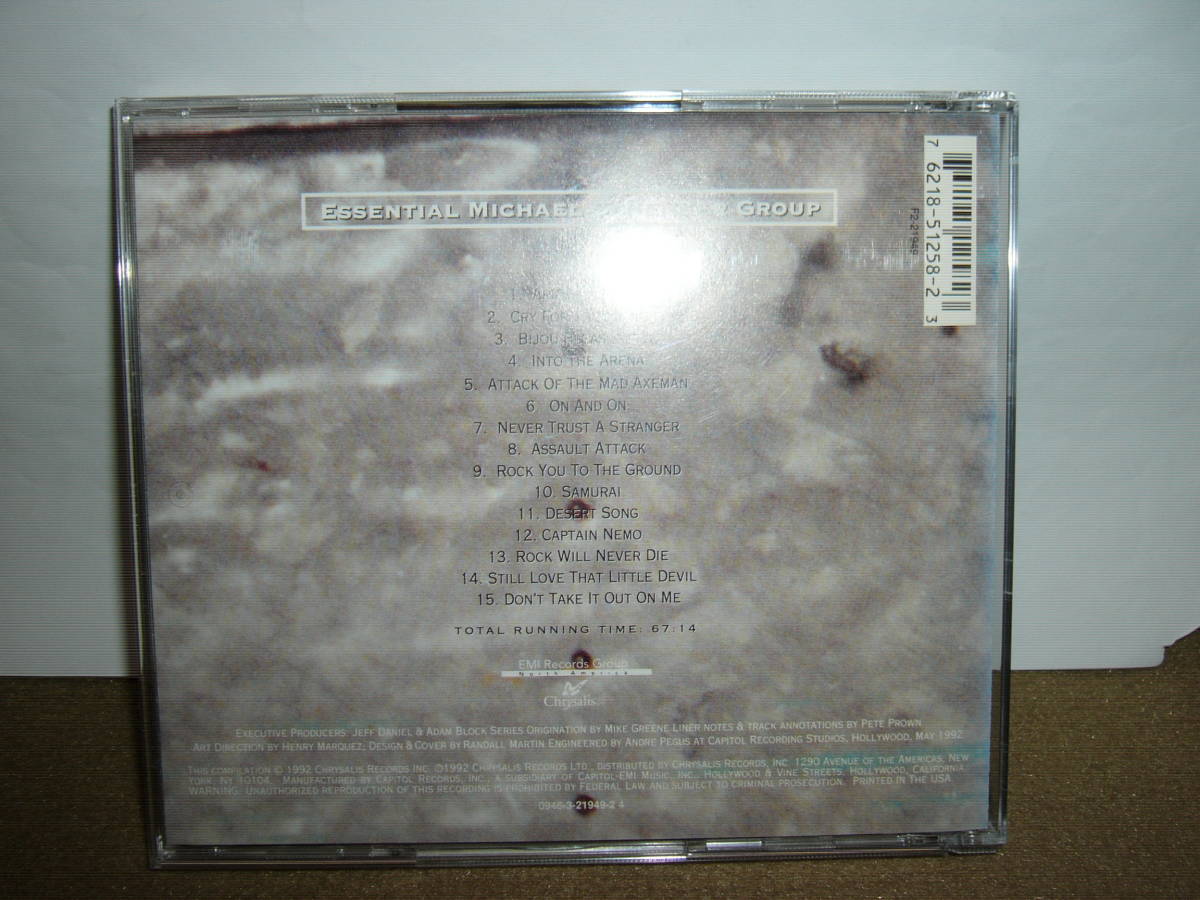 ESSENTIAL MICHAEL GROUP
1.
2. CRY FOR
3. BIJOU
4. INTO THE ARENA
5. ATTACK OF THE MAD AXEMAN
6 ON AND ON
7. NEVER TRUST A STRANGER
8. ASSAULT ATTACK
9. ROCK YOU TO THE GROUND
10. SAMURAI
11. DESERT SONG
12. CAPTAIN NEMO
13. ROCK WILL NEVER DIE
14. STILL LOVE THAT LITTLE DEVIL
15. DON'T TAKE IT OUT ON ME
TOTAL RUNNING TIME: 67:14
EMI Records Group
North America
Chrysalis
EXECUTIVE PRODUCERS: JEFF DANIEL & ADAM BLOCK SERIES ORIGINATION BY MIKE GREENE LINER NOTES & TRACK ANNOTATIONS BY PETE PROWN
ART DIRECTION BY HENRY MARQUEZ; DESIGN & COVER BY RANDALL MARTIN ENGINEERED BY ANDRE PEGUS AT CAPITOL RECORDING STUDIOS, HOLLYWOOD, MAY 1992
THIS COMPILATION © 1992 CHRYSALIS RECORDS INC. ©1992 CHRYSALIS RECORDS LTD., DISTRIBUTED BY CHRYSALIS RECORDS, INC. 1290 AVENUE OF THE AMERICAS, NEW
YORK, NY 10104. MANUFACTURED BY CAPITOL RECORDS, INC., A SUBSIDIARY OF CAPITOL-EMI MUSIC, INC., HOLLYWOOD & VINE STREETS, HOLLYWOOD, CALIFORNIA.
WARNING: UNAUTHORIZED REPRODUCTION OF THIS RECORDING IS PROHIBITED BY FEDERAL LAW AND SUBJECT TO CRIMINAL PROSECUTION. PRINTED IN THE USA
0946-3-21949-2 4
7 62185 1258-2 3
F2-21949